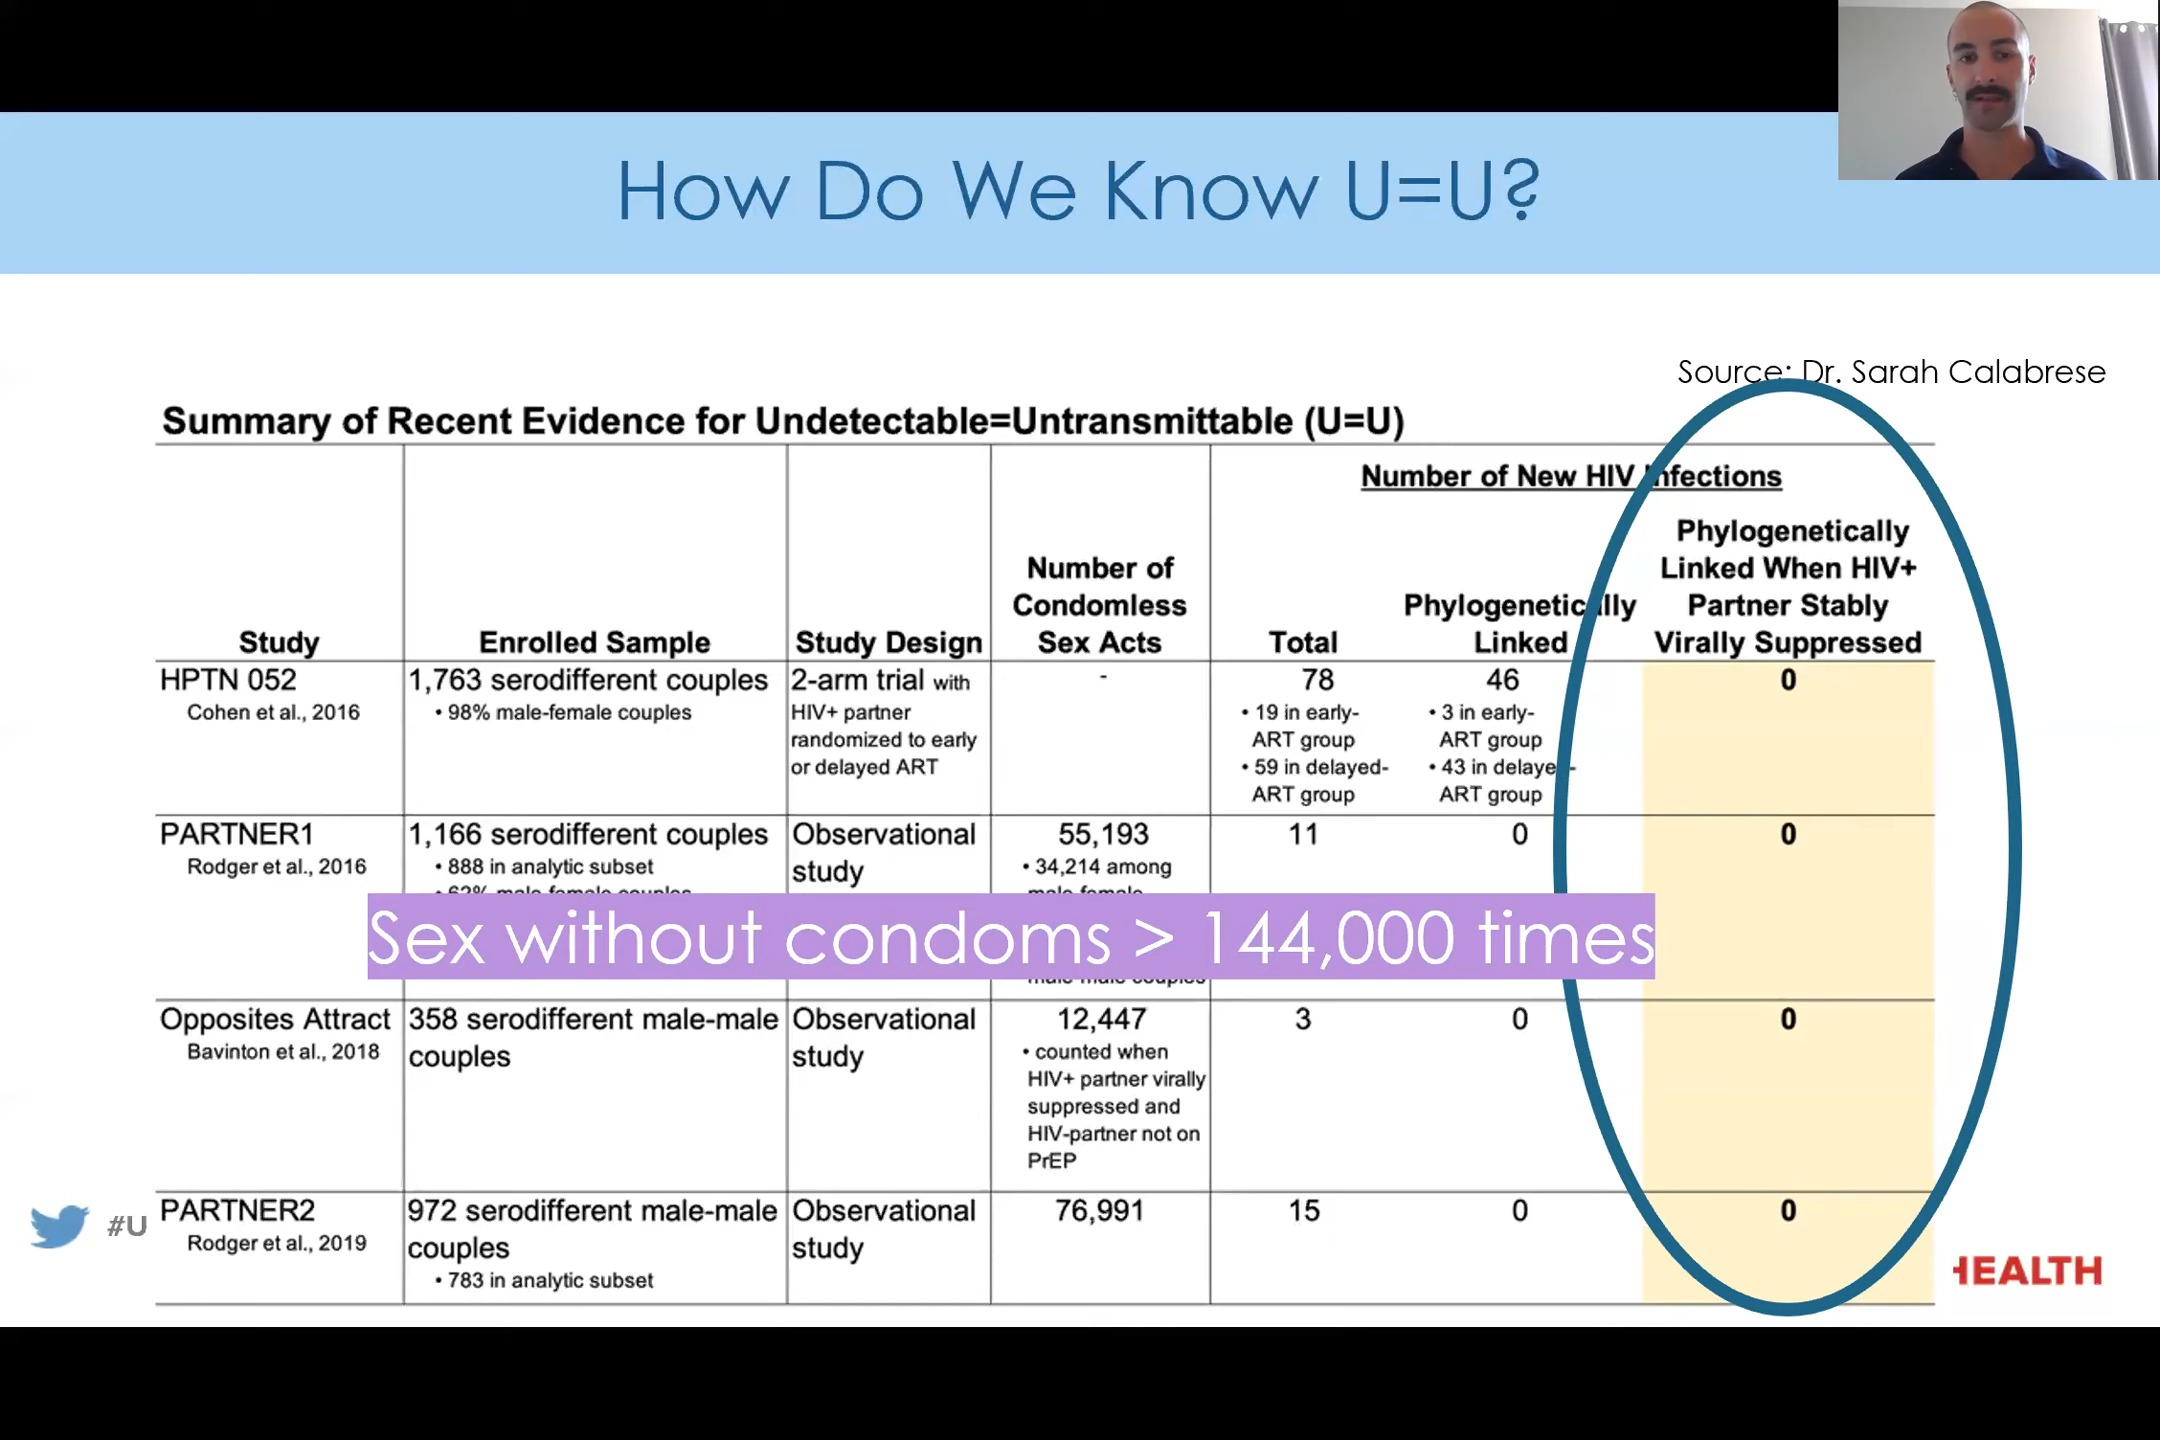 How Do We Know U=U?
Source: Dr. Sarah Calabrese
Summary of Recent Evidence for Undetectable=Untransmittable (U=U)
Number of New HIV Infections
Study
Enrolled Sample
Study Design
Number of
Condomless
Sex Acts
Total
Phylogenetically
Linked
Phylogenetically
Linked When HIV+
Partner Stably
Virally Suppressed
HPTN 052
Cohen et al., 2016
1,763 serodifferent couples
• 98% male-female couples
2-arm trial with
HIV+ partner
randomized to early
or delayed ART
-
78
• 19 in early-
ART group
• 59 in delayed-
ART group
46
• 3 in early-
ART group
• 43 in delayed-
ART group
0
PARTNER1
Rodger et al., 2016
1,166 serodifferent couples
• 888 in analytic subset
• 62% male-female couples
Observational
study
55,193
• 34,214 among
male-female
male-male couples
11
0
0
Sex without condoms > 144,000 times
Opposites Attract
Bavinton et al., 2018
358 serodifferent male-male
couples
Observational
study
12,447
• counted when
HIV+ partner virally
suppressed and
HIV-partner not on
PrEP
3
0
0
PARTNER2
Rodger et al., 2019
972 serodifferent male-male
couples
• 783 in analytic subset
Observational
study
76,991
15
0
0
#U
HEALTH